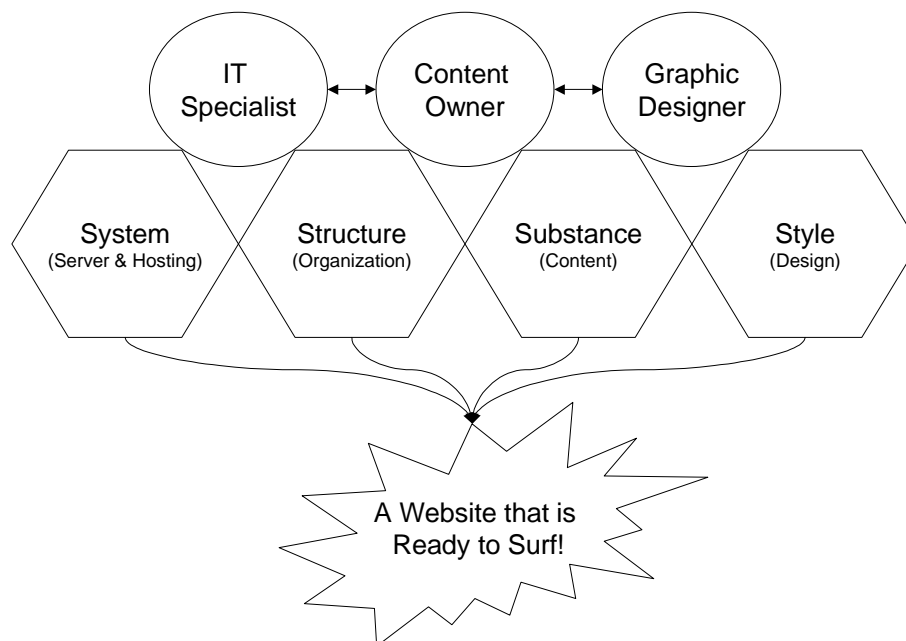 IT
Specialist
Content
Owner
Graphic
Designer
System
(Server & Hosting)
Structure
(Organization)
Substance
(Content)
Style
(Design)
A Website that is
Ready to Surf!